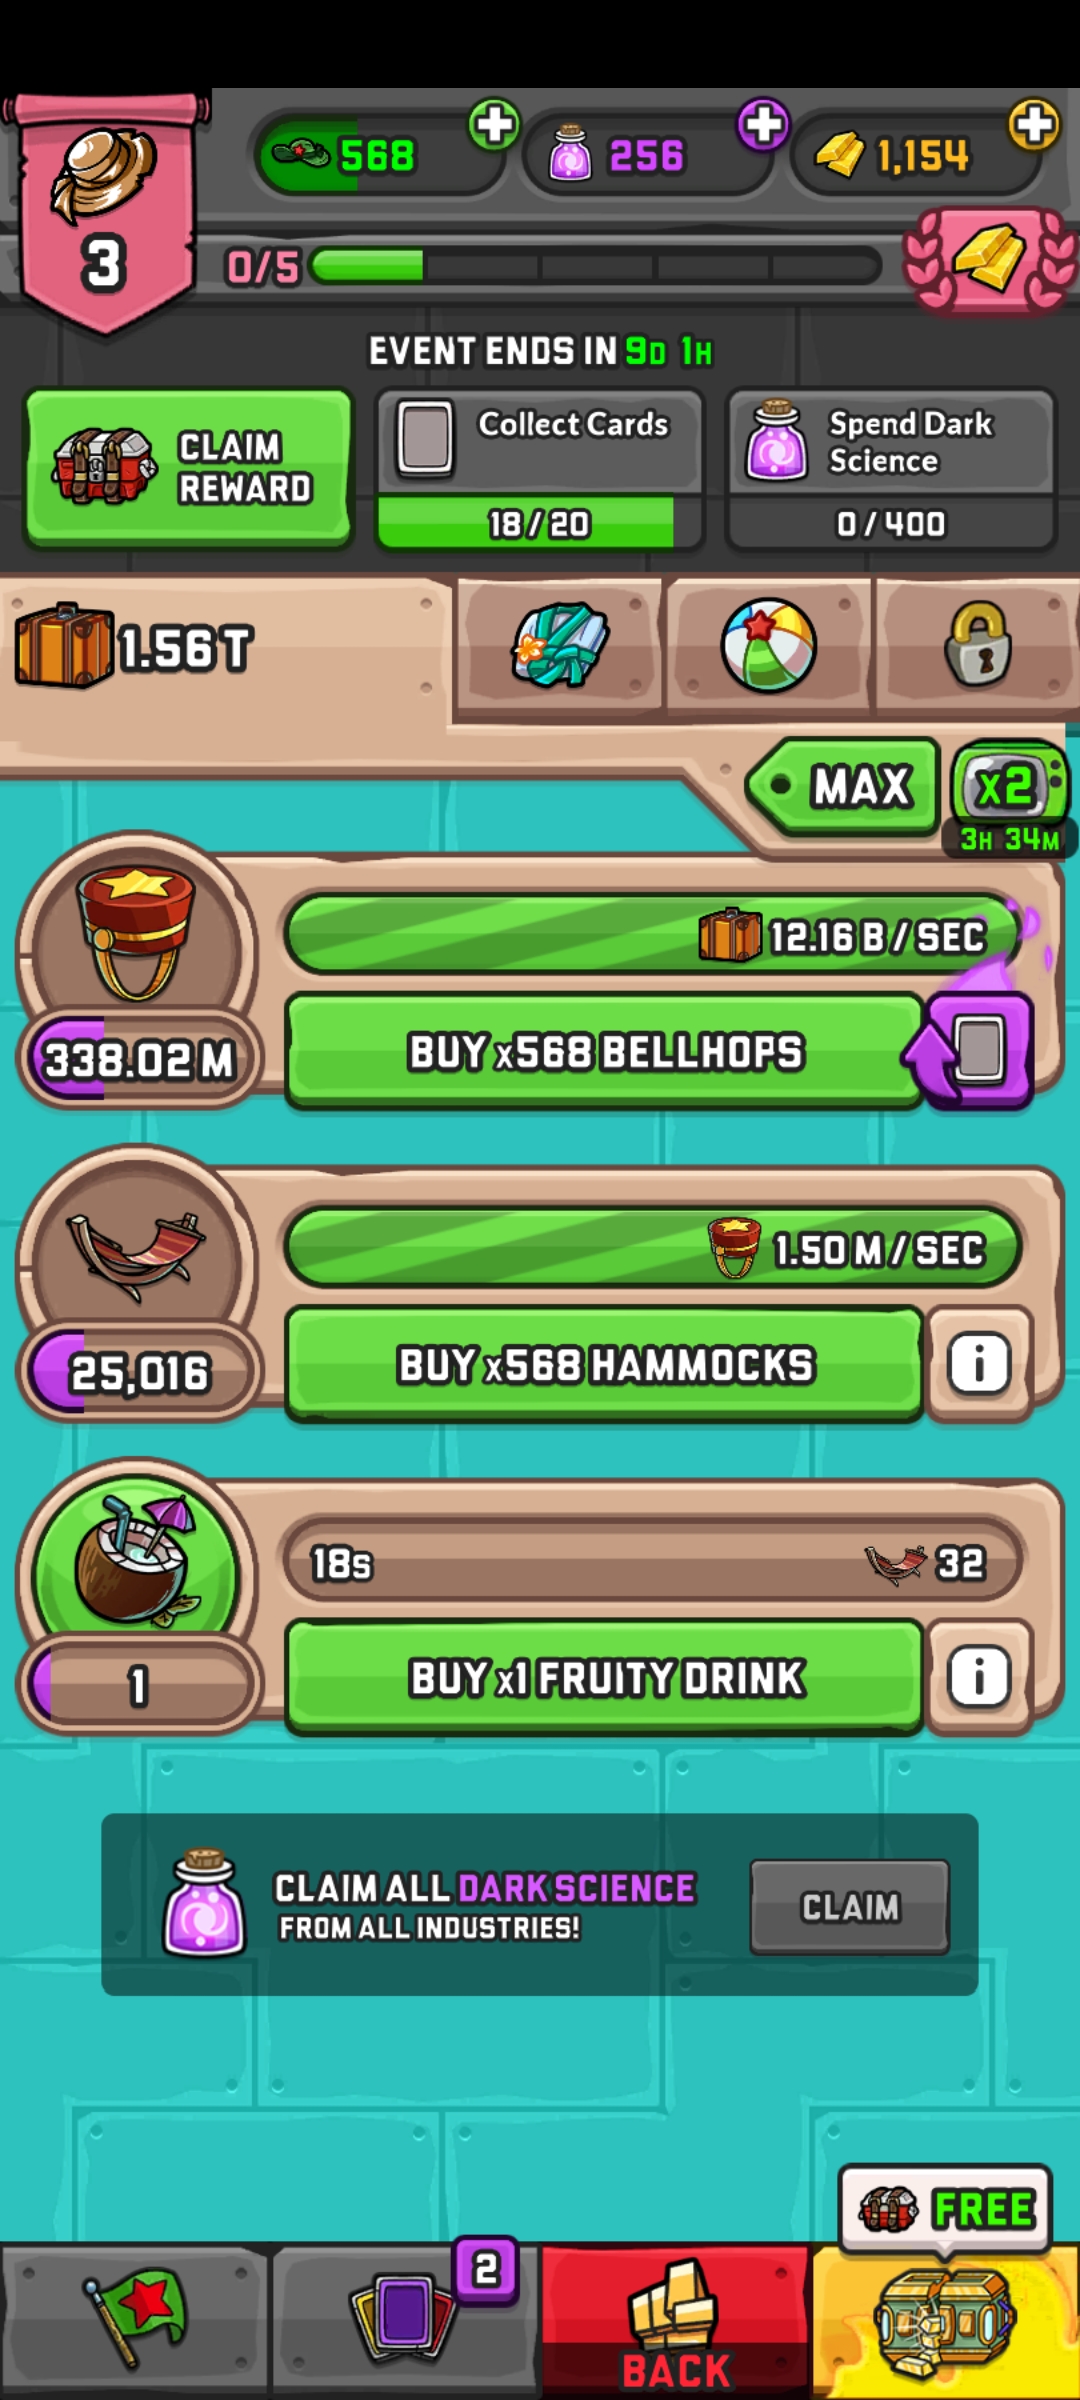 568
256
1,154
3
0/5
EVENT ENDS IN 9D 1H
CLAIM
REWARD
Collect Cards
18 / 20
Spend Dark
Science
0 / 400
1.56 T
MAX
x2
3H 34M
12.16 B / SEC
338.02 M
BUY x568 BELLHOPS
1.50 M / SEC
25,016
BUY x568 HAMMOCKS
i
18s
32
1
BUY x1 FRUITY DRINK
i
CLAIM ALL DARK SCIENCE
FROM ALL INDUSTRIES!
CLAIM
FREE
2
BACK